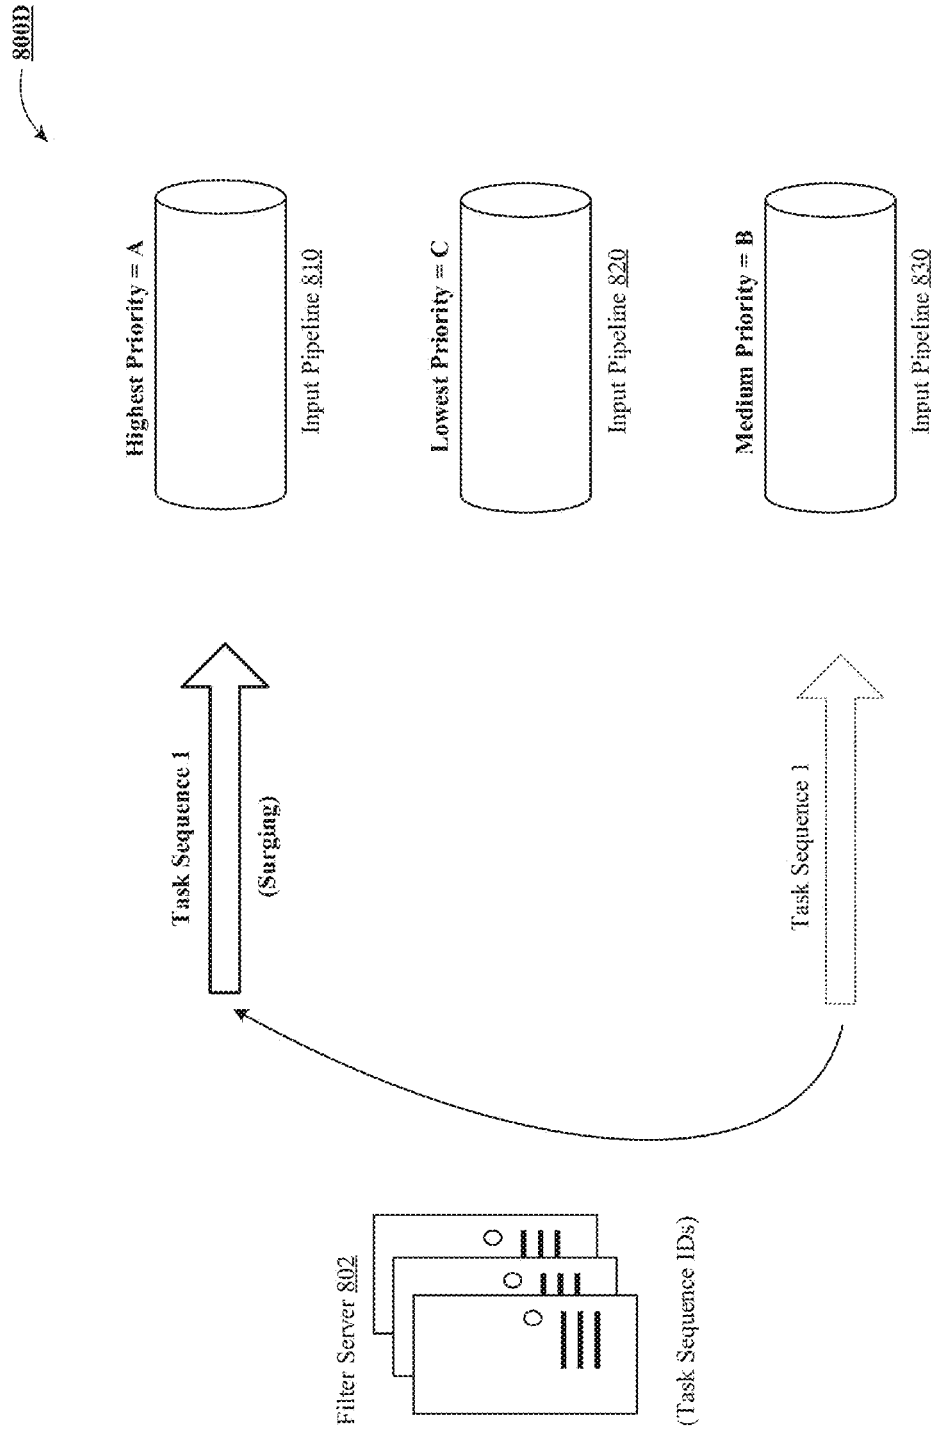 800D
Filter Server 802
(Task Sequence IDs)
Task Sequence 1
(Surging)
Highest Priority = A
Input Pipeline 810
Lowest Priority = C
Input Pipeline 820
Task Sequence 1
Medium Priority = B
Input Pipeline 830